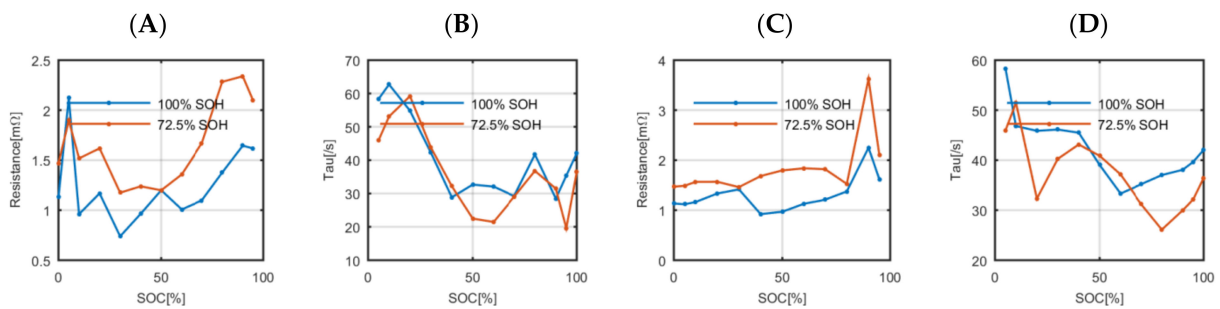 (A)
2.5
2
1.5
1
0.5
0
50
100
Resistance[mΩ]
SOC[%]
100% SOH
72.5% SOH
(B)
70
60
50
40
30
20
10
0
50
100
Tau[/s]
SOC[%]
100% SOH
72.5% SOH
(C)
4
3
2
1
0
0
50
100
Resistance[mΩ]
SOC[%]
100% SOH
72.5% SOH
(D)
60
50
40
30
20
0
50
100
Tau[/s]
SOC[%]
100% SOH
72.5% SOH